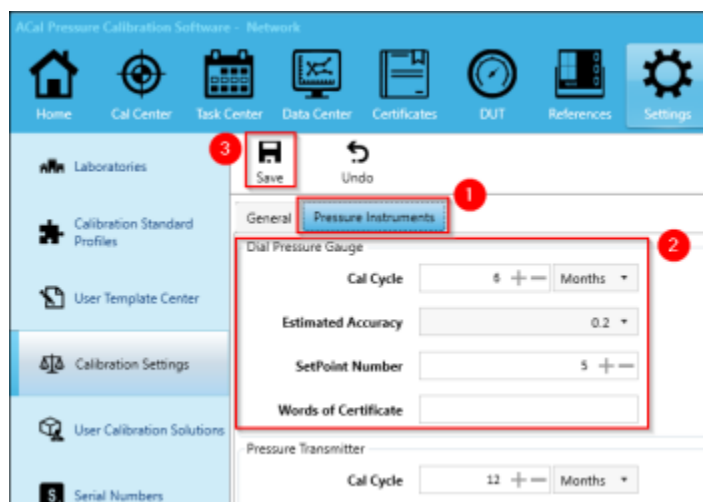 ACal Pressure Calibration Software - Network
Home Cal Center Task Center Data Center Certificates DUT References Settings
3
Save Undo
1
General Pressure Instruments
2
Dial Pressure Gauge
Cal Cycle 6 Months
Estimated Accuracy 0.2
SetPoint Number 5
Words of Certificate
Pressure Transmitter
Cal Cycle 12 Months
Laboratories
Calibration Standard
Profiles
User Template Center
Calibration Settings
User Calibration Solutions
S.
Serial Numbers